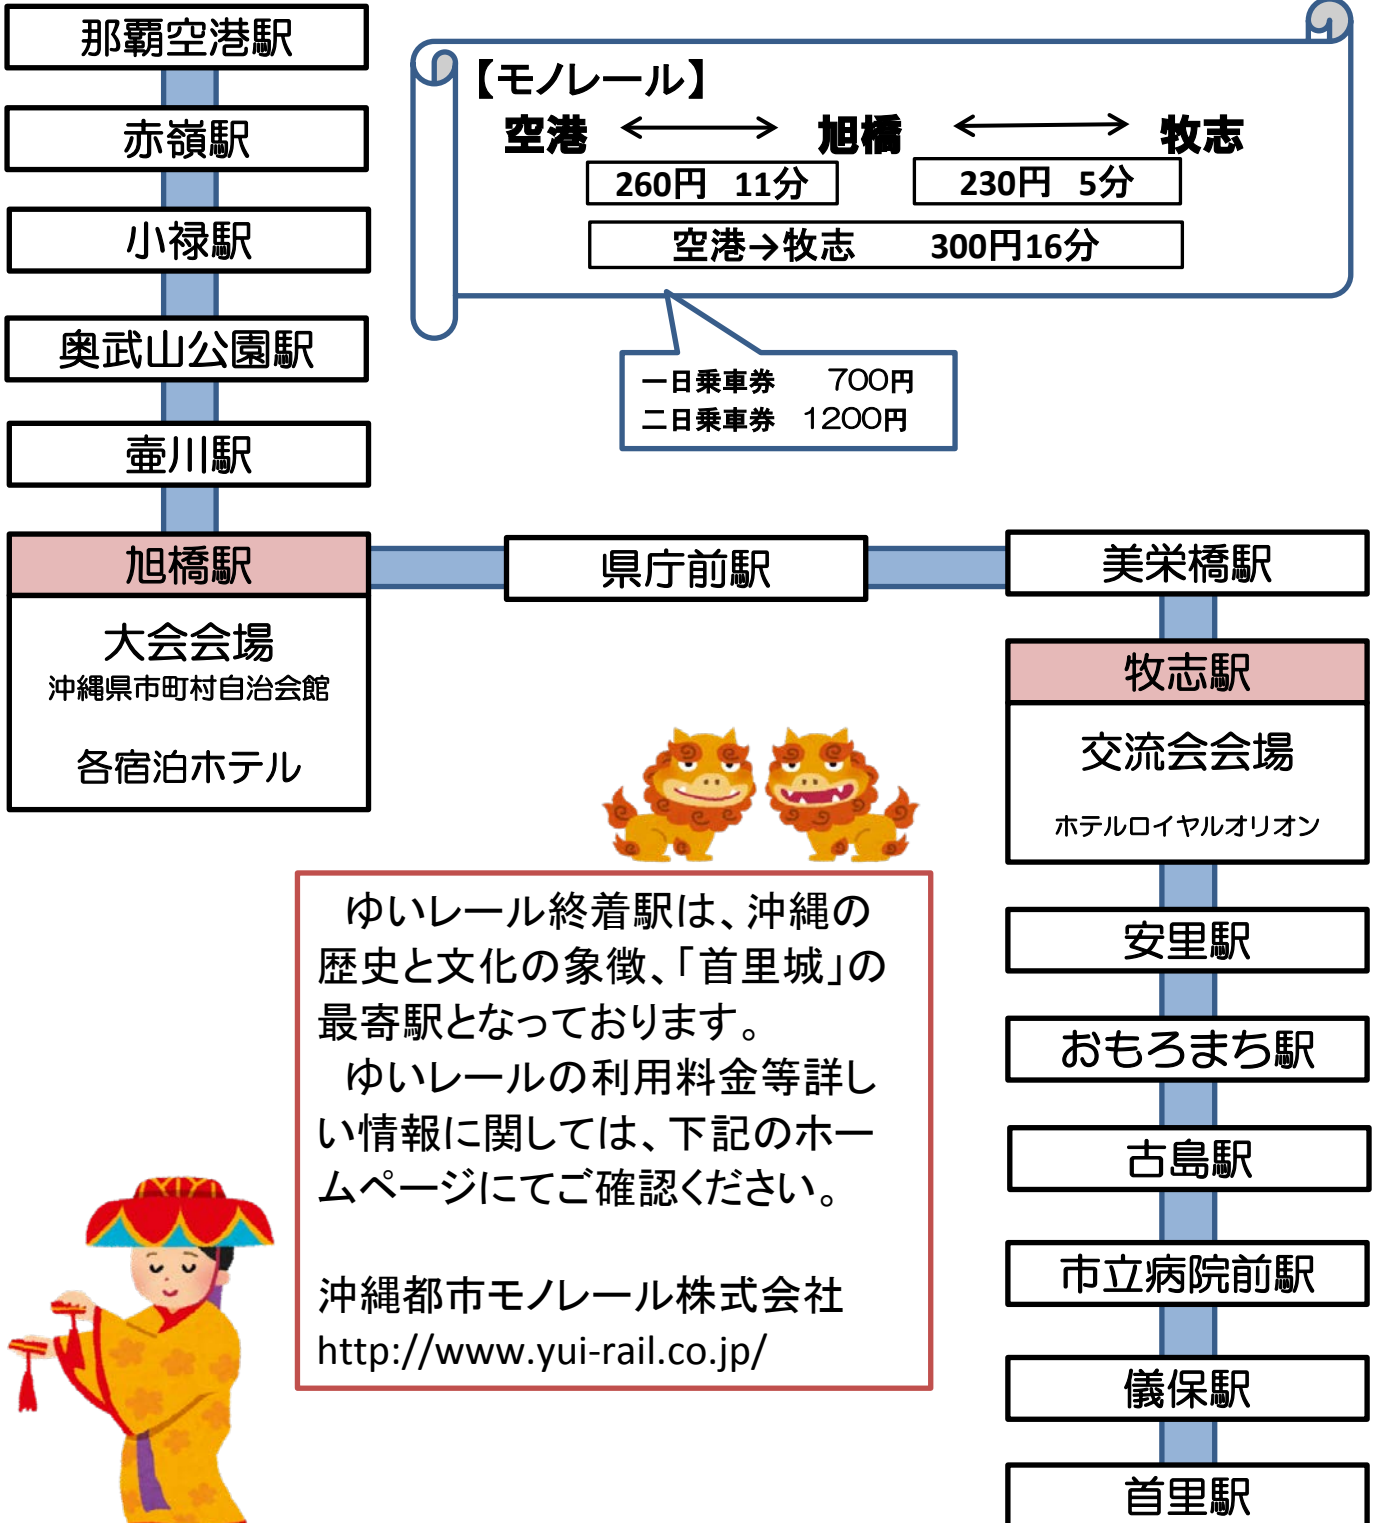 那覇空港駅
赤嶺駅
小禄駅
奥武山公園駅
壷川駅
旭橋駅
大会会場
沖縄県市町村自治会館
各宿泊ホテル
【モノレール】
空港 ←→ 旭橋 ←→ 牧志
260円 11分 230円 5分
空港→牧志 300円16分
一日乗車券 700円
二日乗車券 1200円
県庁前駅
美栄橋駅
牧志駅
交流会会場
ホテルロイヤルオリオン
安里駅
おもろまち駅
古島駅
市立病院前駅
儀保駅
首里駅
ゆいレール終着駅は、沖縄の
歴史と文化の象徴、「首里城」の
最寄駅となっております。
ゆいレールの利用料金等詳し
い情報に関しては、下記のホー
ムページにてご確認ください。
沖縄都市モノレール株式会社
http://www.yui-rail.co.jp/